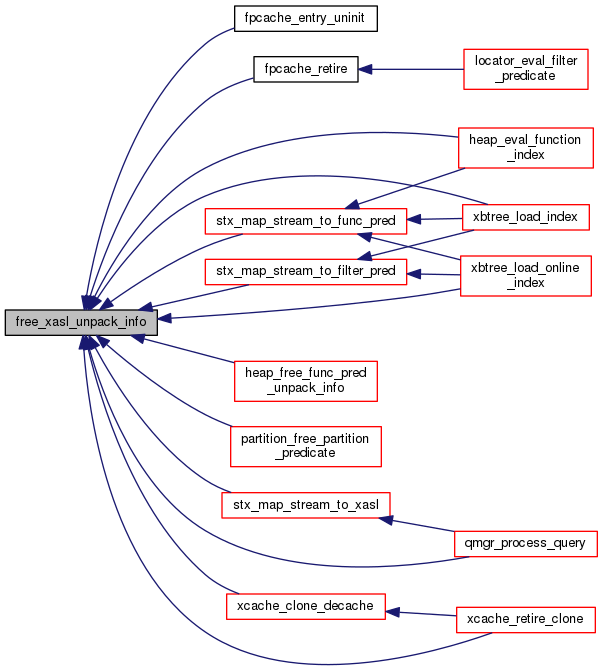 fpcache_entry_uninit
fpcache_retire
locator_eval_filter
_predicate
heap_eval_function
_index
stx_map_stream_to_func_pred
xbtree_load_index
stx_map_stream_to_filter_pred
xbtree_load_online
_index
free_xasl_unpack_info
heap_free_func_pred
_unpack_info
partition_free_partition
_predicate
stx_map_stream_to_xasl
qmgr_process_query
xcache_clone_decache
xcache_retire_clone